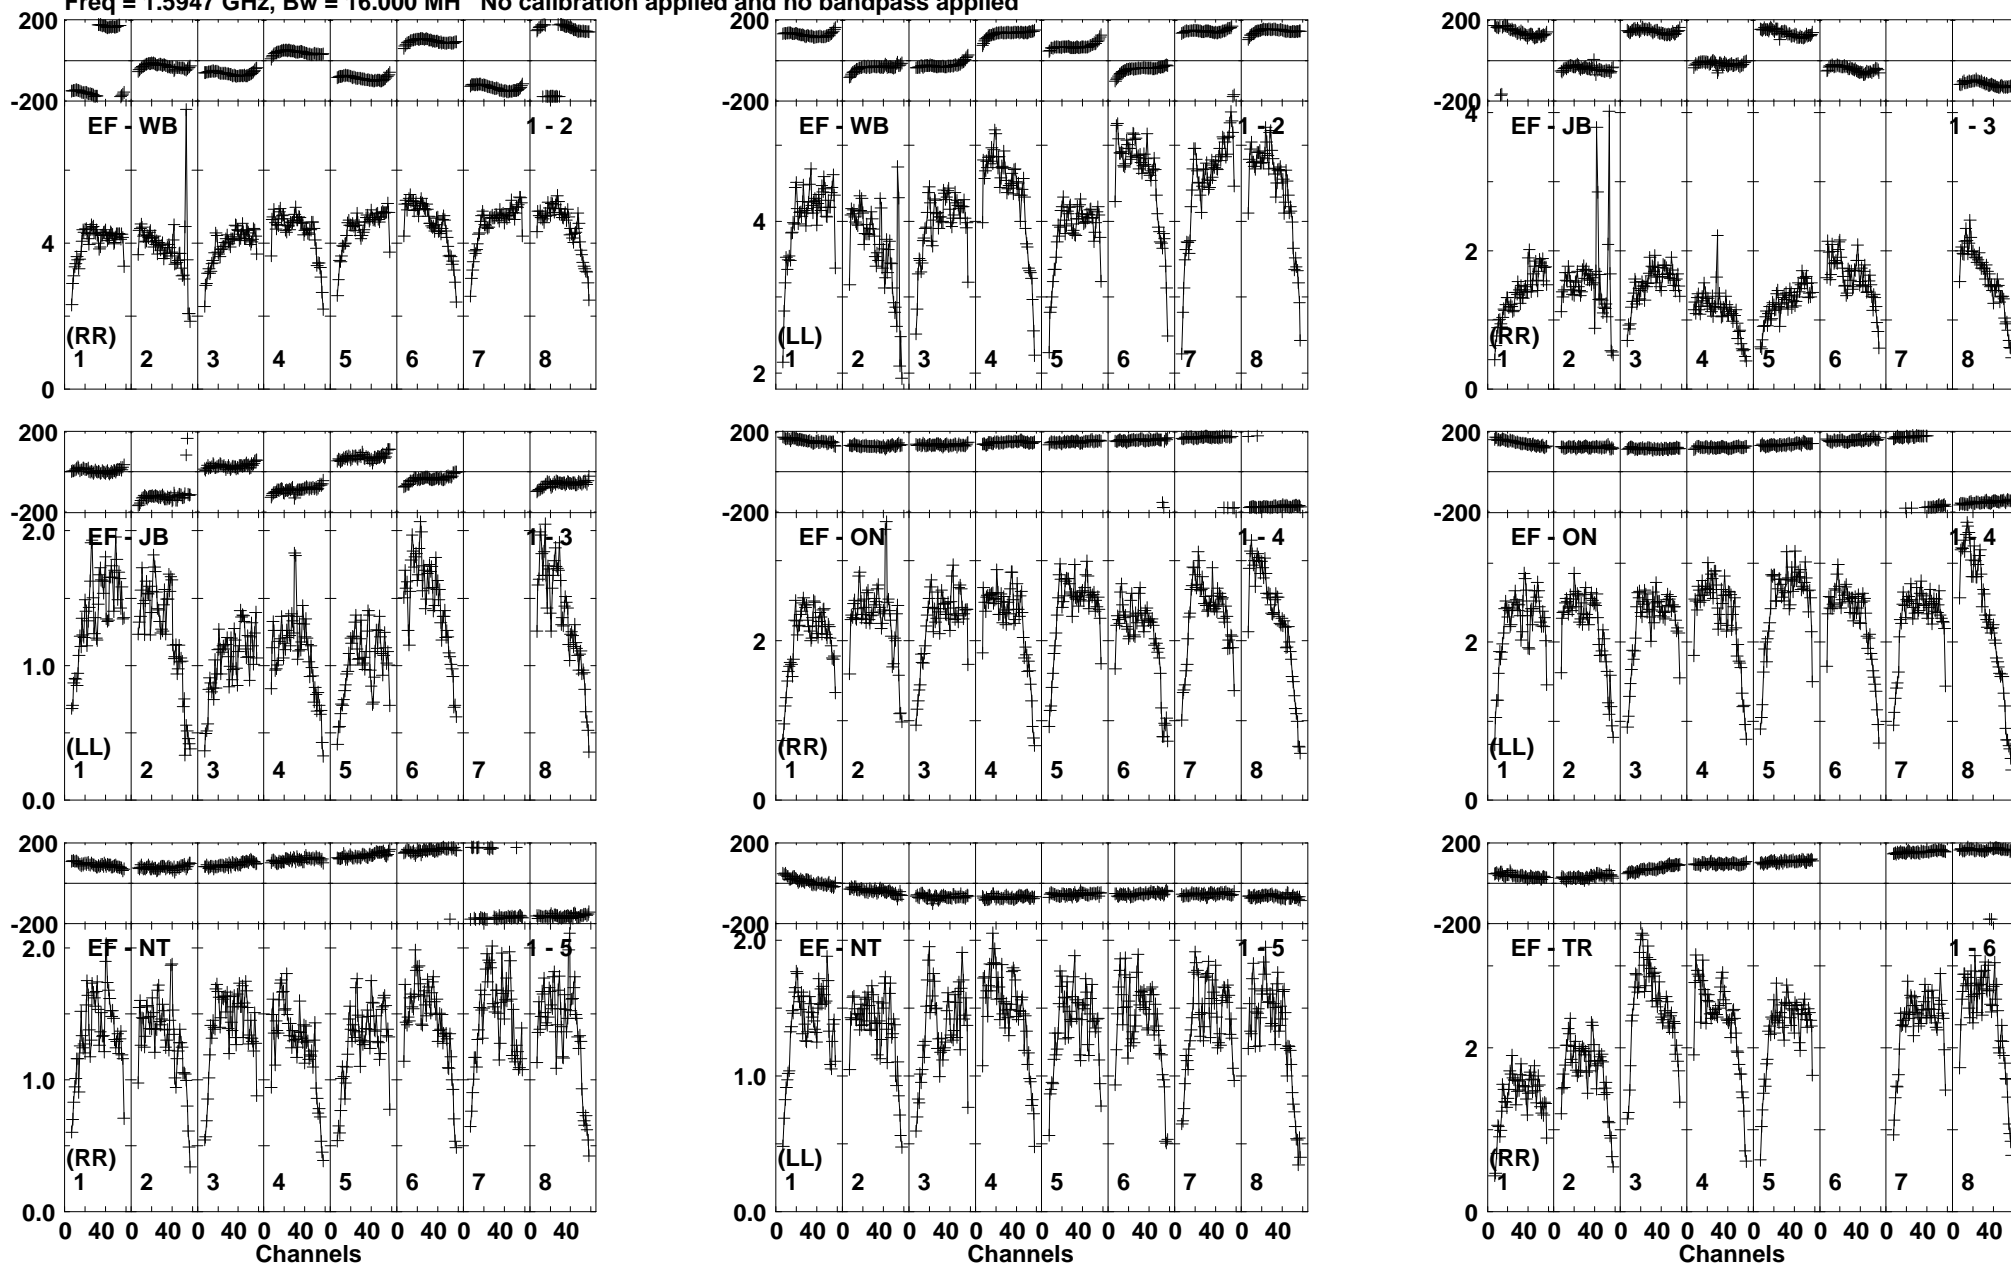 Freq = 1.5947 GHz, Bw = 16.000 MH No calibration applied and no bandpass applied
200 200 200
-200 -200 -200
EF - WB 1 - 2 EF - WB 1 - 2 EF - JB 1 - 3
4 4 4
2 2
(RR) (LL) (RR)
1 2 3 4 5 6 7 8 1 2 3 4 5 6 7 8 1 2 3 4 5 6 7 8
0 0
200 200 200
-200 -200 -200
EF - JB 1 - 3 EF - ON 1 - 4 EF - ON 1 - 4
2.0
1.0 2 2
(LL) (RR) (LL)
1 2 3 4 5 6 7 8 1 2 3 4 5 6 7 8 1 2 3 4 5 6 7 8
0.0 0 0
200 200 200
-200 -200 -200
EF - NT 1 - 5 EF - NT 1 - 5 EF - TR 1 - 6
2.0 2.0
1.0 1.0 2
(RR) (LL) (RR)
1 2 3 4 5 6 7 8 1 2 3 4 5 6 7 8 1 2 3 4 5 6 7 8
0.0 0.0 0
0 40 0 40 0 40 0 40 0 40 0 40 0 40 0 40 0 40 0 40 0 40 0 40 0 40 0 40 0 40 0 40 0 40 0 40 0 40 0 40 0 40 0 40 0 40 0 40
Channels Channels Channels